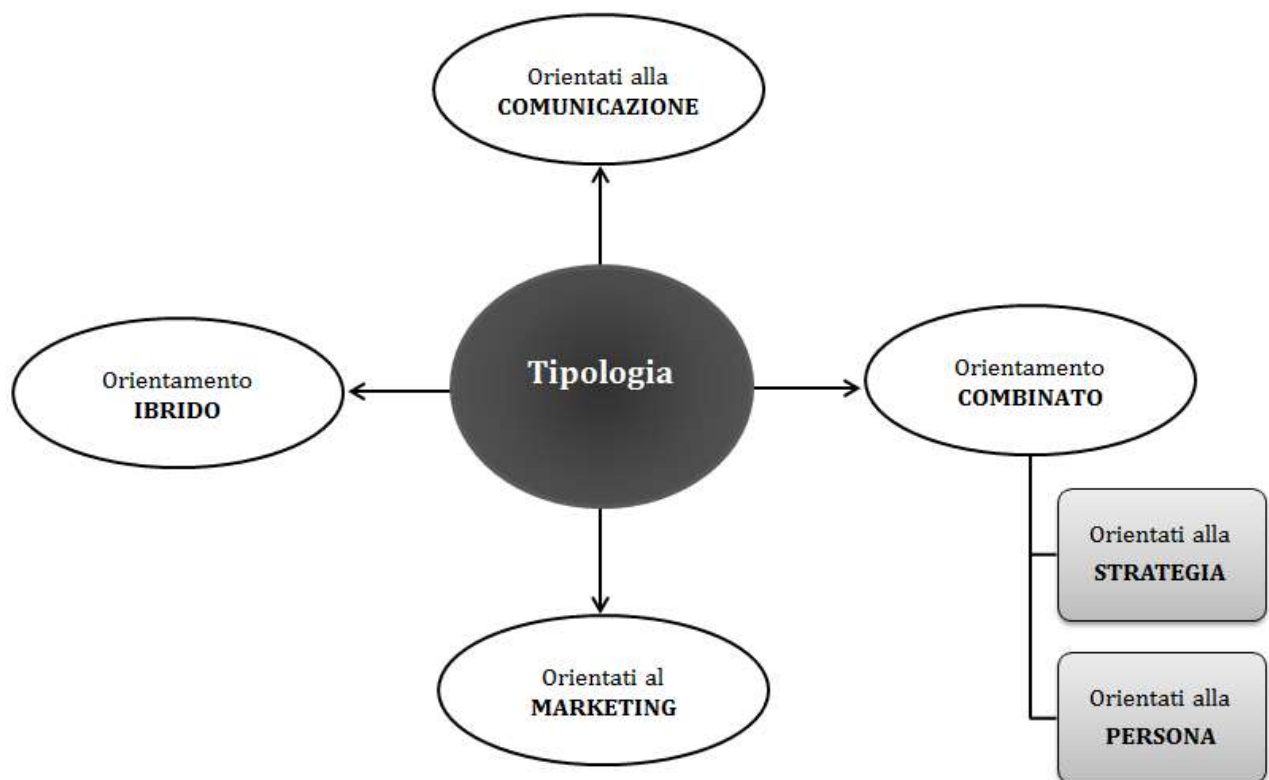 Orientati alla
COMUNICAZIONE
Tipologia
Orientamento
IBRIDO
Orientamento
COMBINATO
Orientati alla
STRATEGIA
Orientati al
MARKETING
Orientati alla
PERSONA